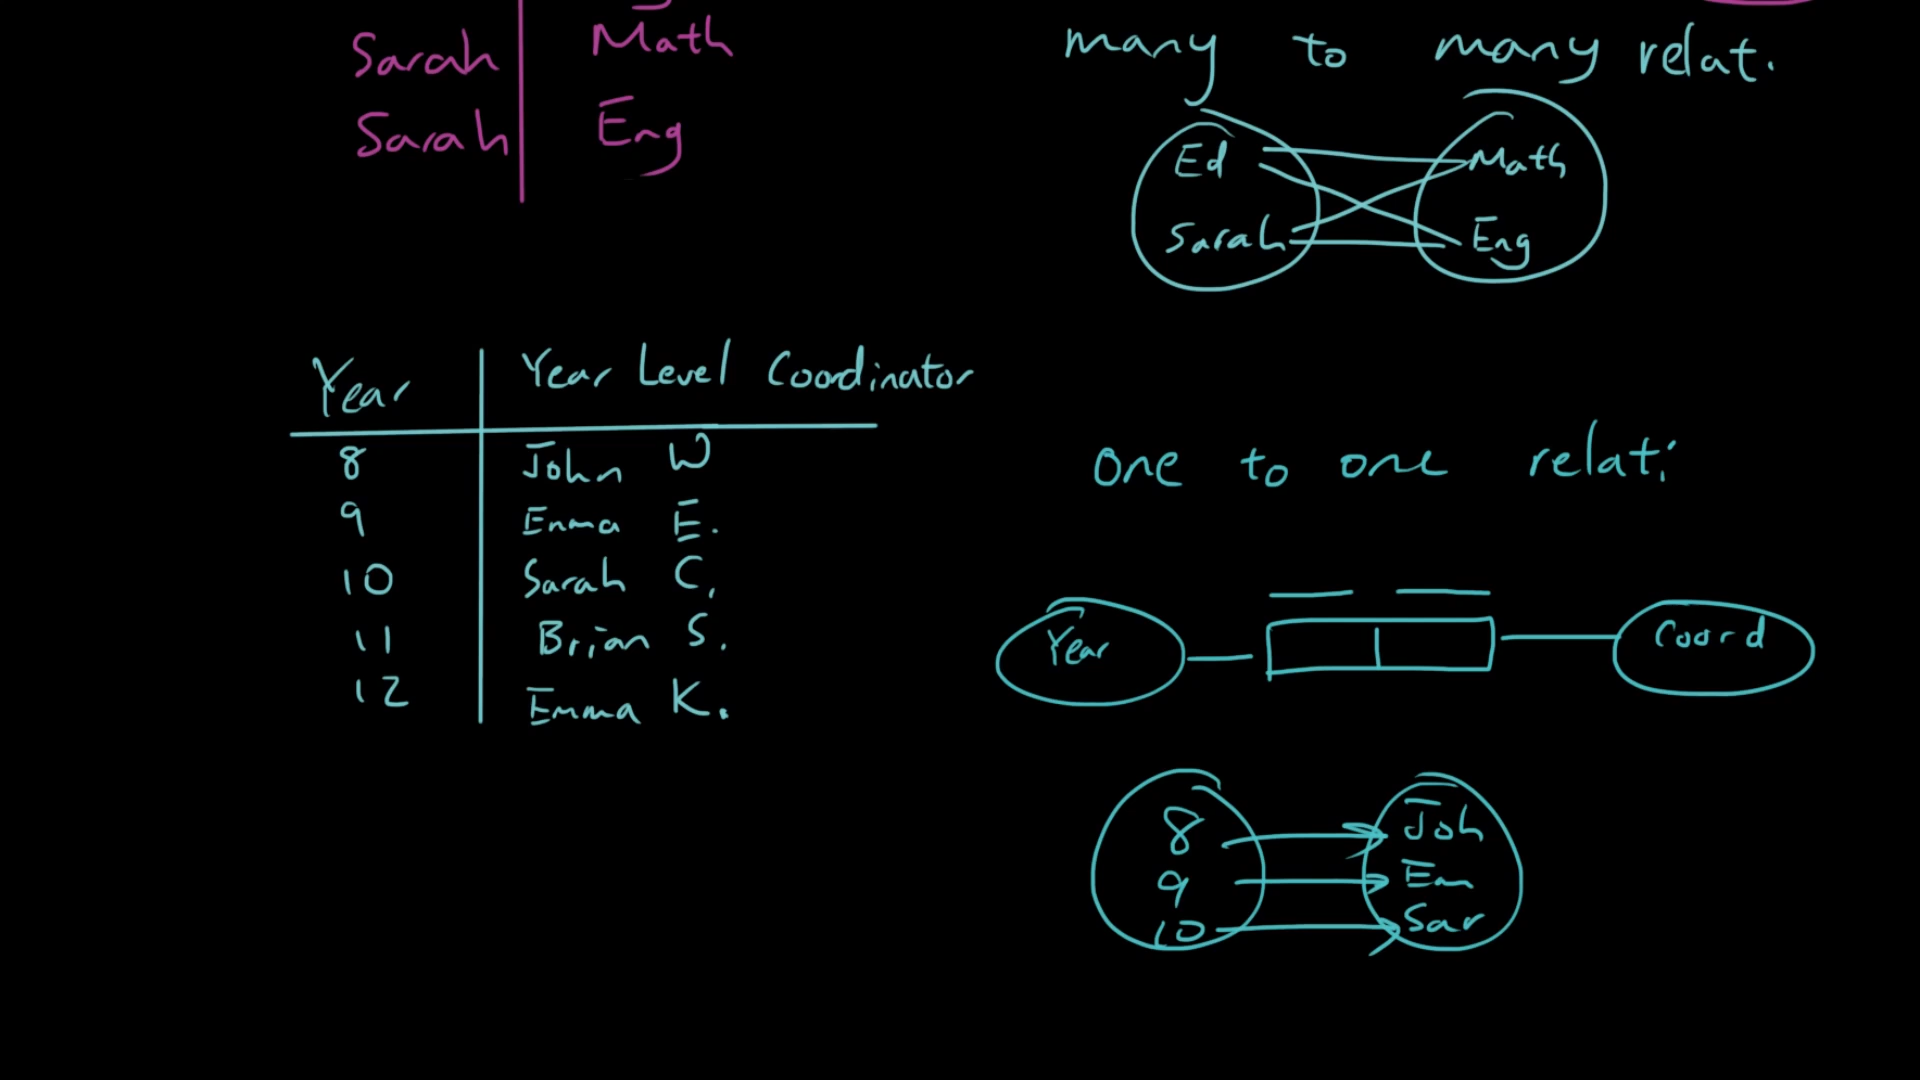 Sarah Math
Sarah Eng
many to many relat.
Ed Math
Sarah Eng
Year Year Level Coordinator
8 John W
9 Emma E.
10 Sarah C.
11 Brian S.
12 Emma K.
one to one relat:
Year Coord
8 Joh
9 Em
10 Sar